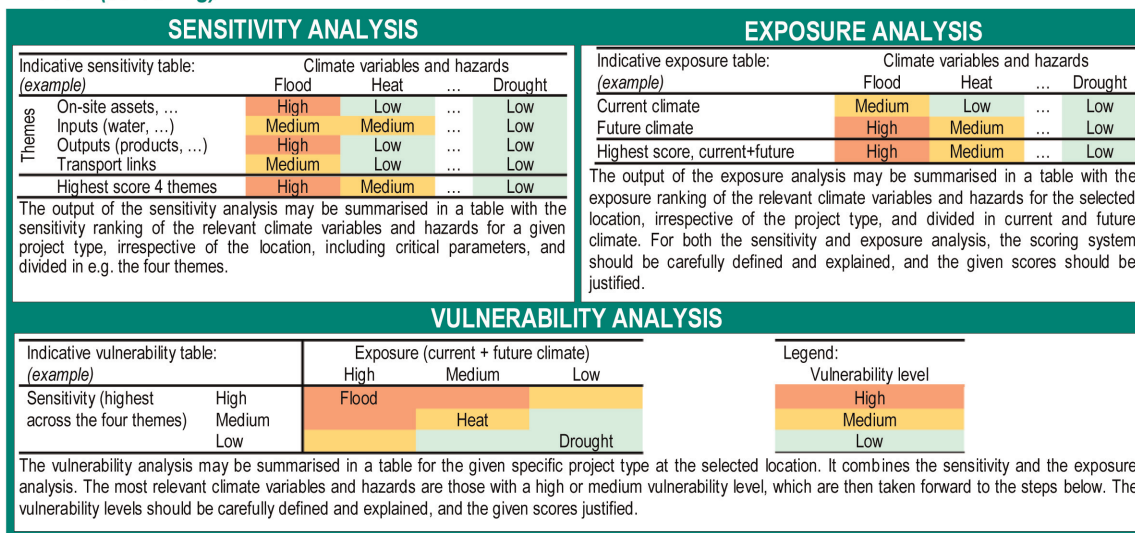 SENSITIVITY ANALYSIS
Indicative sensitivity table: Climate variables and hazards
(example) Flood Heat … Drought
Themes
On-site assets, … High Low … Low
Inputs (water, …) Medium Medium … Low
Outputs (products, …) High Low … Low
Transport links Medium Low … Low
Highest score 4 themes High Medium … Low
The output of the sensitivity analysis may be summarised in a table with the
sensitivity ranking of the relevant climate variables and hazards for a given
project type, irrespective of the location, including critical parameters, and
divided in e.g. the four themes.
EXPOSURE ANALYSIS
Indicative exposure table: Climate variables and hazards
(example) Flood Heat … Drought
Current climate Medium Low … Low
Future climate High Medium … Low
Highest score, current+future High Medium … Low
The output of the exposure analysis may be summarised in a table with the
exposure ranking of the relevant climate variables and hazards for the selected
location, irrespective of the project type, and divided in current and future
climate. For both the sensitivity and exposure analysis, the scoring system
should be carefully defined and explained, and the given scores should be
justified.
VULNERABILITY ANALYSIS
Indicative vulnerability table: Exposure (current + future climate)
(example) High Medium Low
Sensitivity (highest High Flood
across the four themes) Medium Heat
Low Drought
Legend:
Vulnerability level
High
Medium
Low
The vulnerability analysis may be summarised in a table for the given specific project type at the selected location. It combines the sensitivity and the exposure
analysis. The most relevant climate variables and hazards are those with a high or medium vulnerability level, which are then taken forward to the steps below. The
vulnerability levels should be carefully defined and explained, and the given scores justified.